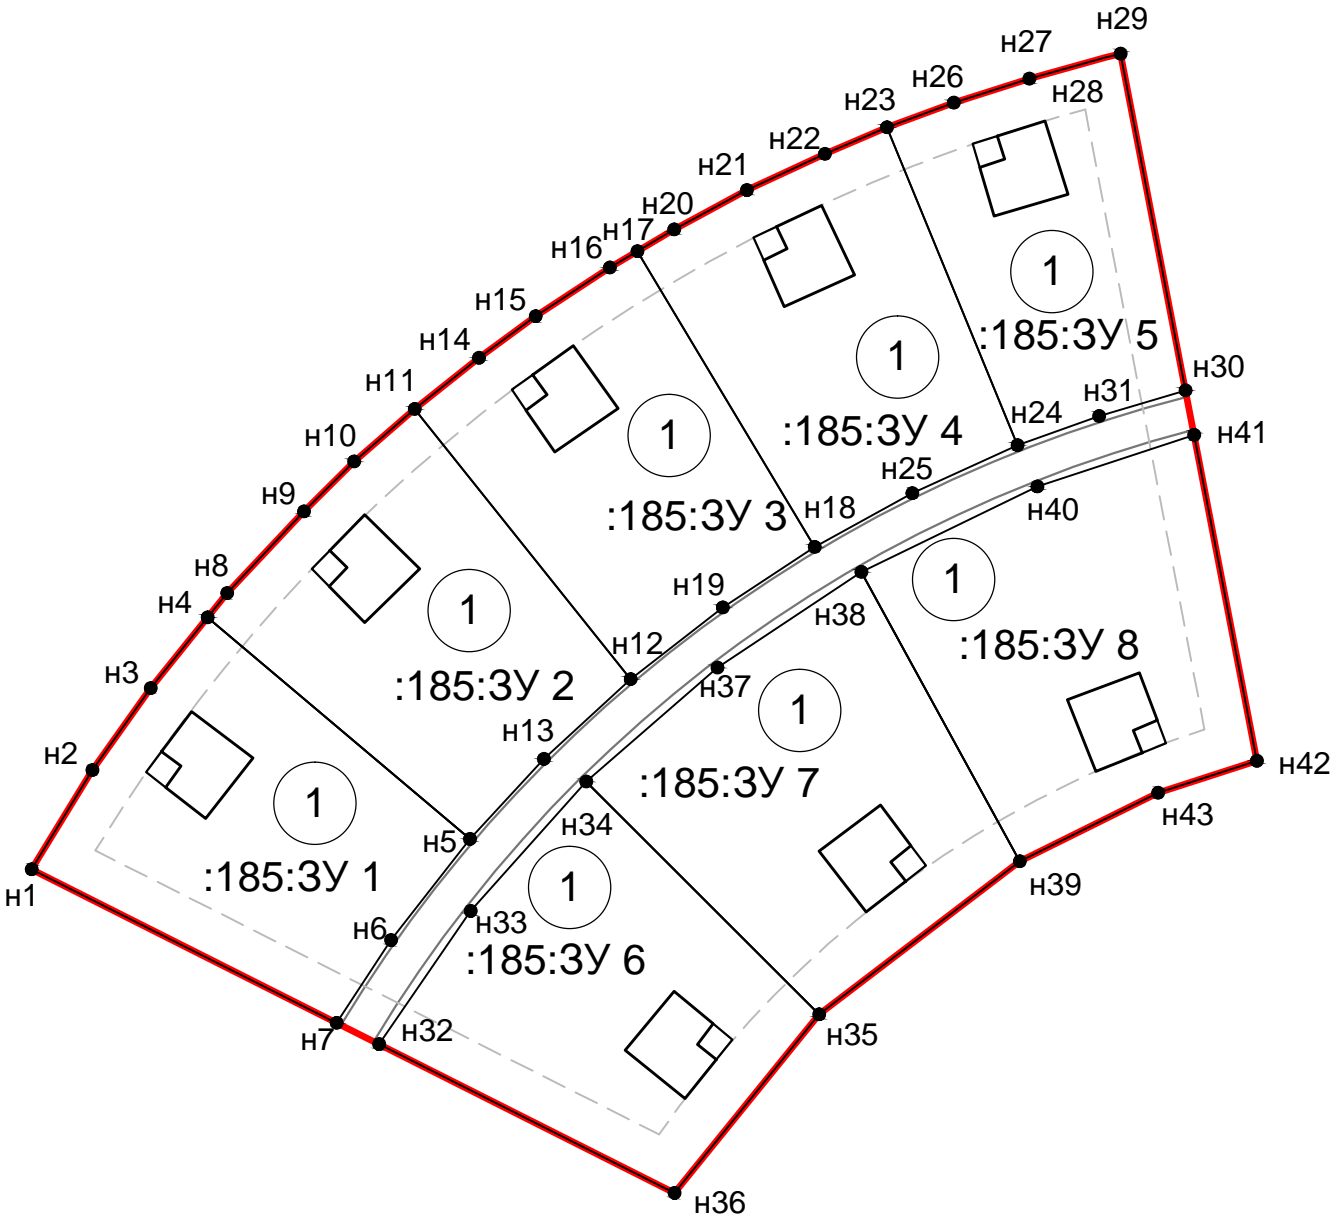 н29
н27
н26
н28
н23
н22
н21
н20
н17
н16
1
н15
:185:ЗУ 5
н14
1
н30
н11
н31
:185:ЗУ 4
н24
н41
1
н10
н25
н9
:185:ЗУ 3
н18
н40
н8
1
н4
1
н19
н38
:185:ЗУ 8
н12
н3
:185:ЗУ 2
н37
1
н13
н2
:185:ЗУ 7
н42
1
н43
н34
н5
:185:ЗУ 1
1
н39
н1
н33
н6
:185:ЗУ 6
н32
н7
н35
н36